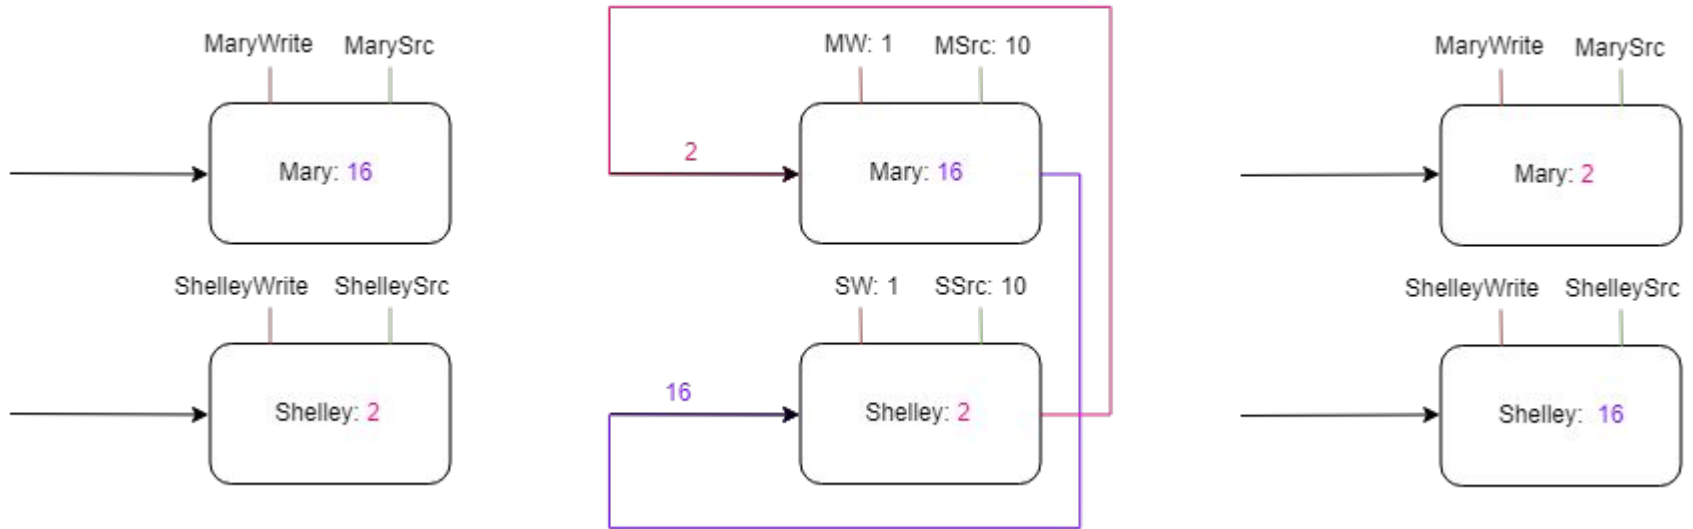 MaryWrite MarySrc
Mary: 16
ShelleyWrite ShelleySrc
Shelley: 2
MW: 1 MSrc: 10
2
Mary: 16
SW: 1 SSrc: 10
16
Shelley: 2
MaryWrite MarySrc
Mary: 2
ShelleyWrite ShelleySrc
Shelley: 16